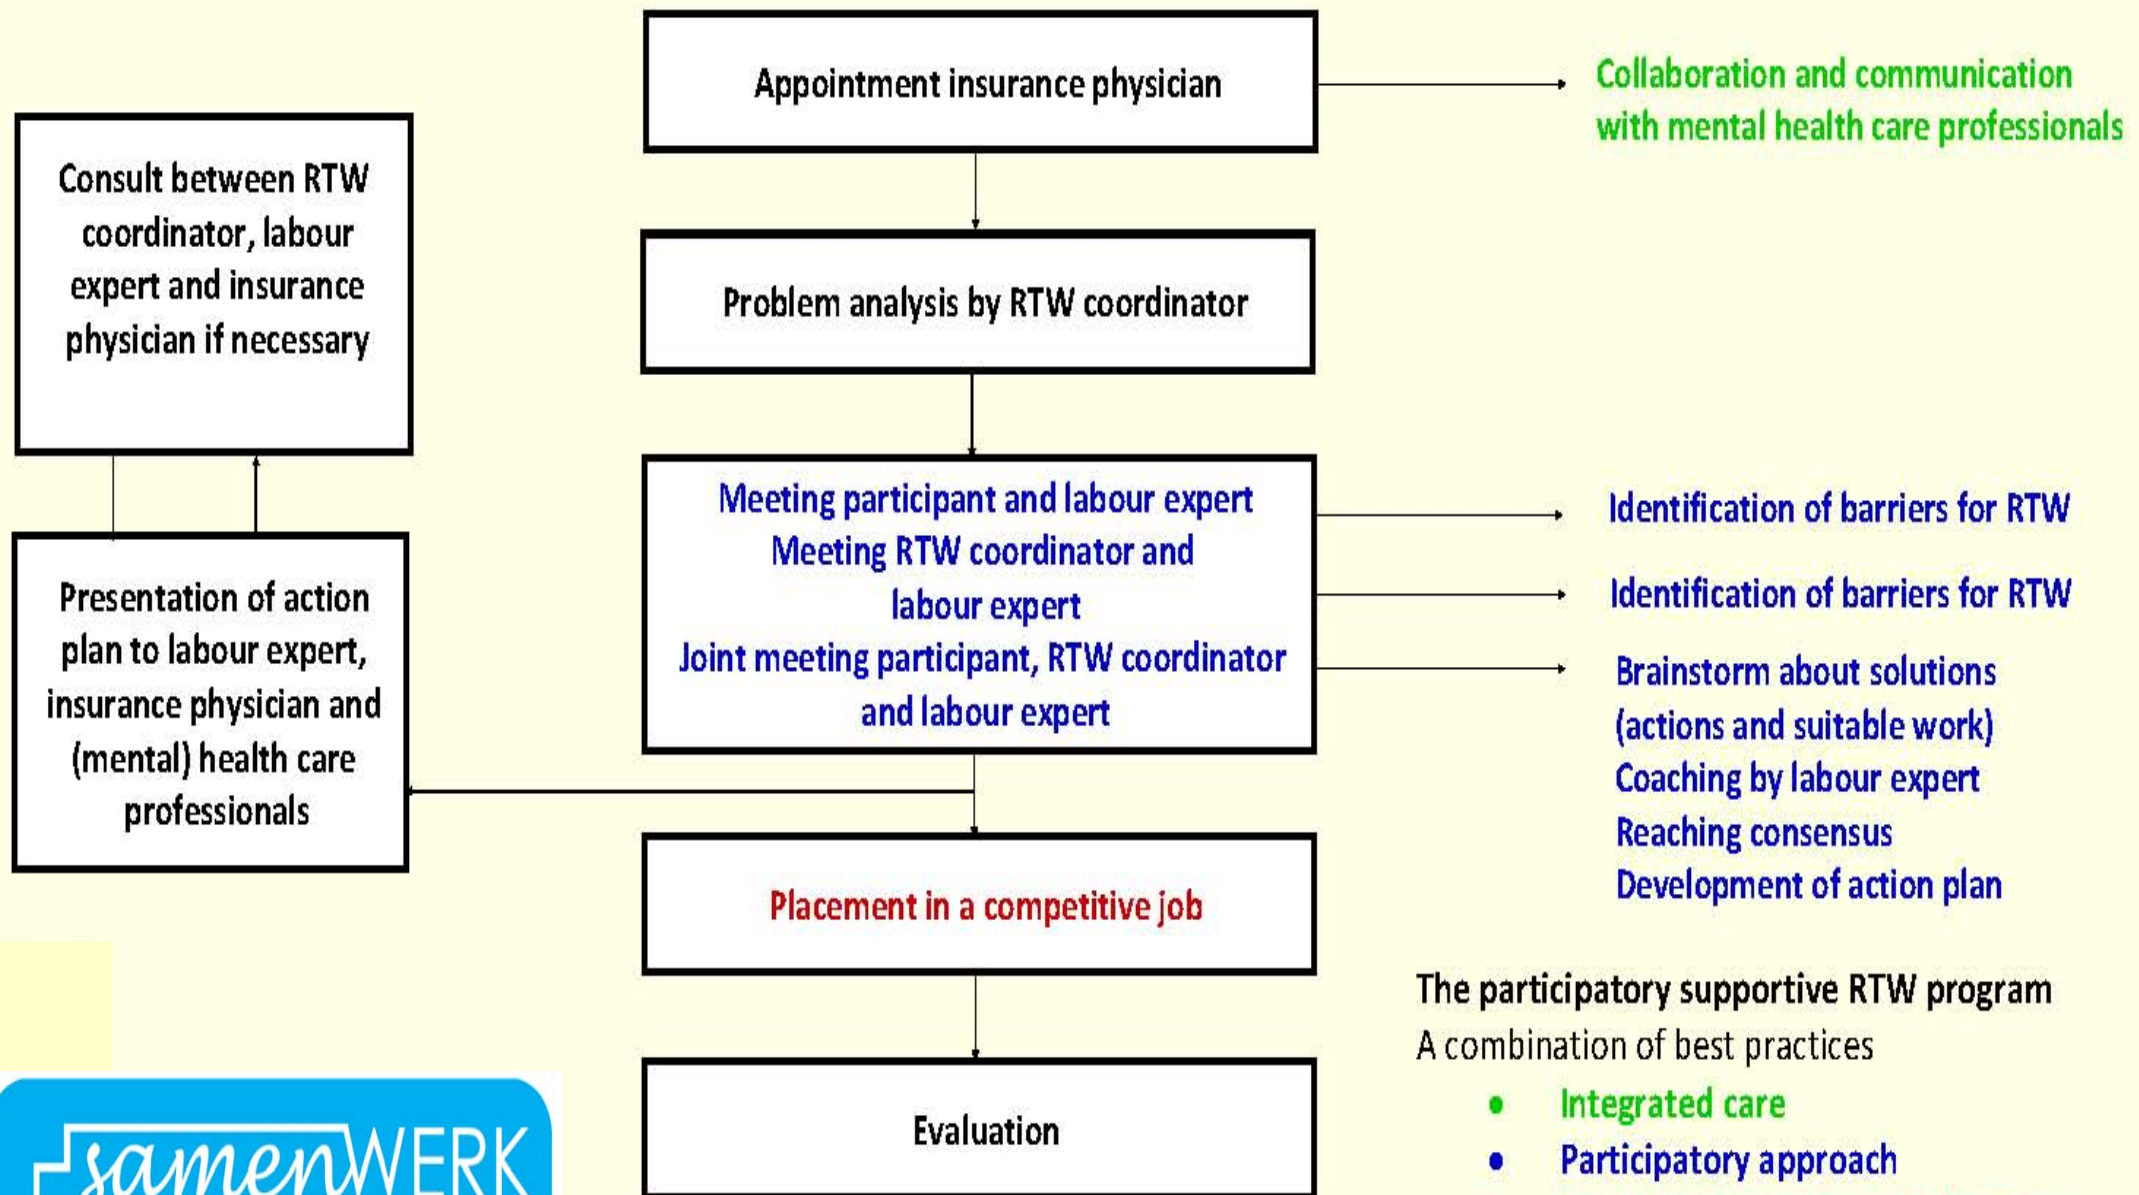 Appointment insurance physician
Collaboration and communication
with mental health care professionals
Consult between RTW
coordinator, labour
expert and insurance
physician if necessary
Problem analysis by RTW coordinator
Meeting participant and labour expert
Meeting RTW coordinator and
labour expert
Joint meeting participant, RTW coordinator
and labour expert
Identification of barriers for RTW
Identification of barriers for RTW
Brainstorm about solutions
(actions and suitable work)
Coaching by labour expert
Reaching consensus
Development of action plan
Presentation of action
plan to labour expert,
insurance physician and
(mental) health care
professionals
Placement in a competitive job
Evaluation
The participatory supportive RTW program
A combination of best practices
• Integrated care
• Participatory approach
samenWERK